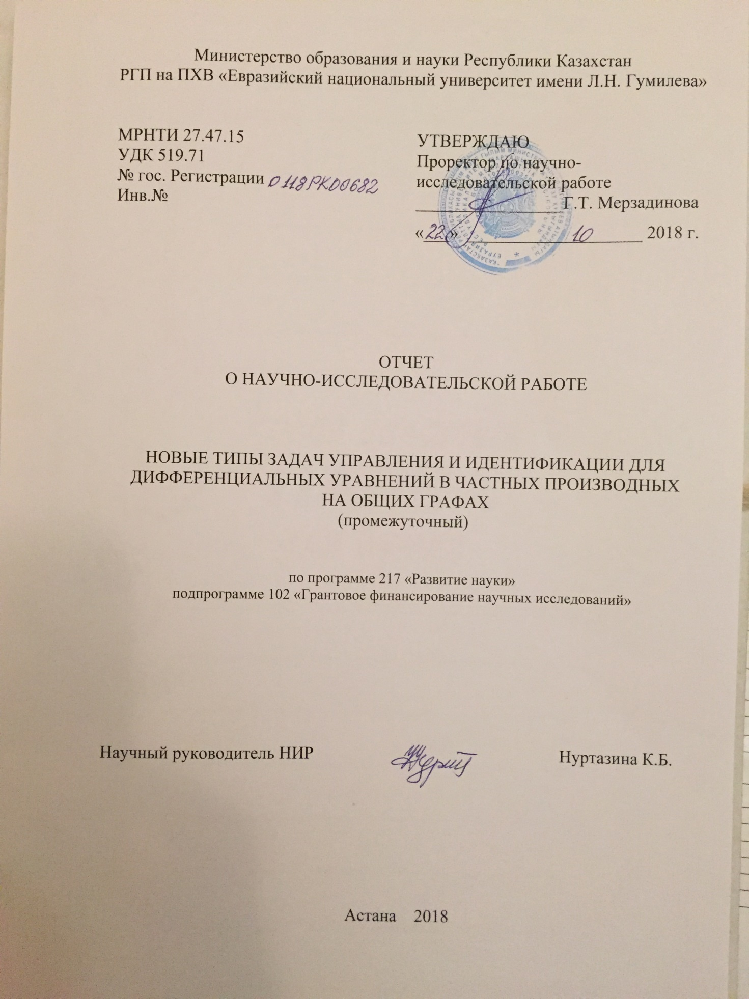 Министерство образования и науки Республики Казахстан
РГП на ПХВ «Евразийский национальный университет имени Л.Н. Гумилева»
МРНТИ 27.47.15
УДК 519.71
№ гос. Регистрации 0118РК00682
Инв.№
УТВЕРЖДАЮ
Проректор по научно-
исследовательской работе
Г.Т. Мерзадинова
«22» 10 2018 г.
ОТЧЕТ
О НАУЧНО-ИССЛЕДОВАТЕЛЬСКОЙ РАБОТЕ
НОВЫЕ ТИПЫ ЗАДАЧ УПРАВЛЕНИЯ И ИДЕНТИФИКАЦИИ ДЛЯ
ДИФФЕРЕНЦИАЛЬНЫХ УРАВНЕНИЙ В ЧАСТНЫХ ПРОИЗВОДНЫХ
НА ОБЩИХ ГРАФАХ
(промежуточный)
по программе 217 «Развитие науки»
подпрограмме 102 «Грантовое финансирование научных исследований»
Научный руководитель НИР Нуртазина К.Б.
Астана 2018